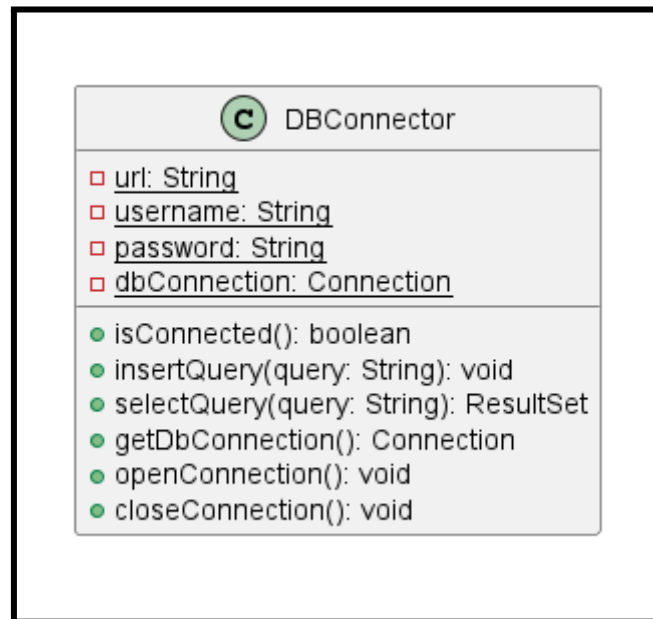 C DBConnector
url: String
username: String
password: String
dbConnection: Connection
isConnected(): boolean
insertQuery(query: String): void
selectQuery(query: String): ResultSet
getDbConnection(): Connection
openConnection(): void
closeConnection(): void